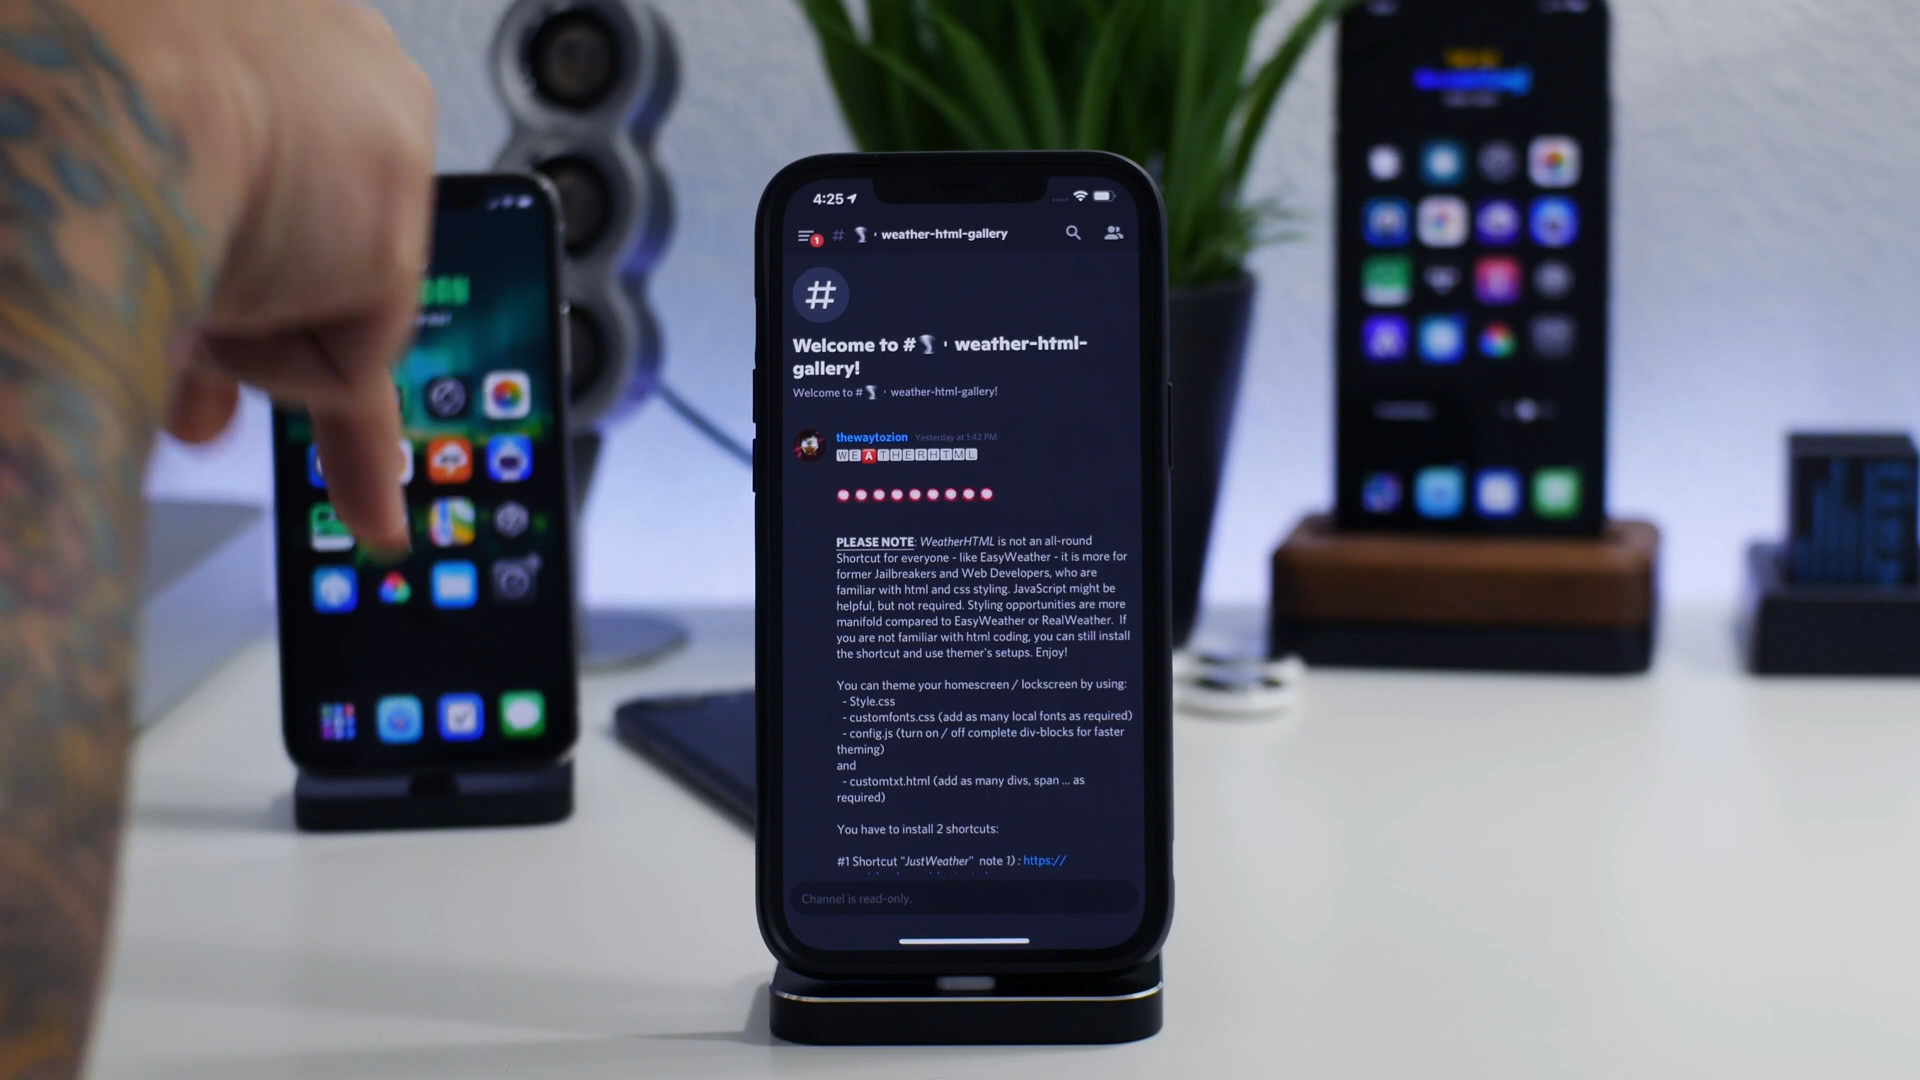 4:25
1 # · weather-html-gallery
#
Welcome to # · weather-html-
gallery!
Welcome to # · weather-html-gallery!
thewaytozion Yesterday at 1:42 PM
WEATHERHTML
PLEASE NOTE: WeatherHTML is not an all-round
Shortcut for everyone - like EasyWeather - it is more for
former Jailbreakers and Web Developers, who are
familiar with html and css styling. JavaScript might be
helpful, but not required. Styling opportunities are more
manifold compared to EasyWeather or RealWeather. If
you are not familiar with html coding, you can still install
the shortcut and use themer's setups. Enjoy!
You can theme your homescreen / lockscreen by using:
- Style.css
- customfonts.css (add as many local fonts as required)
- config.js (turn on / off complete div-blocks for faster
theming)
and
- customtxt.html (add as many divs, span ... as
required)
You have to install 2 shortcuts:
#1 Shortcut "JustWeather" note 1) : https://
Channel is read-only.